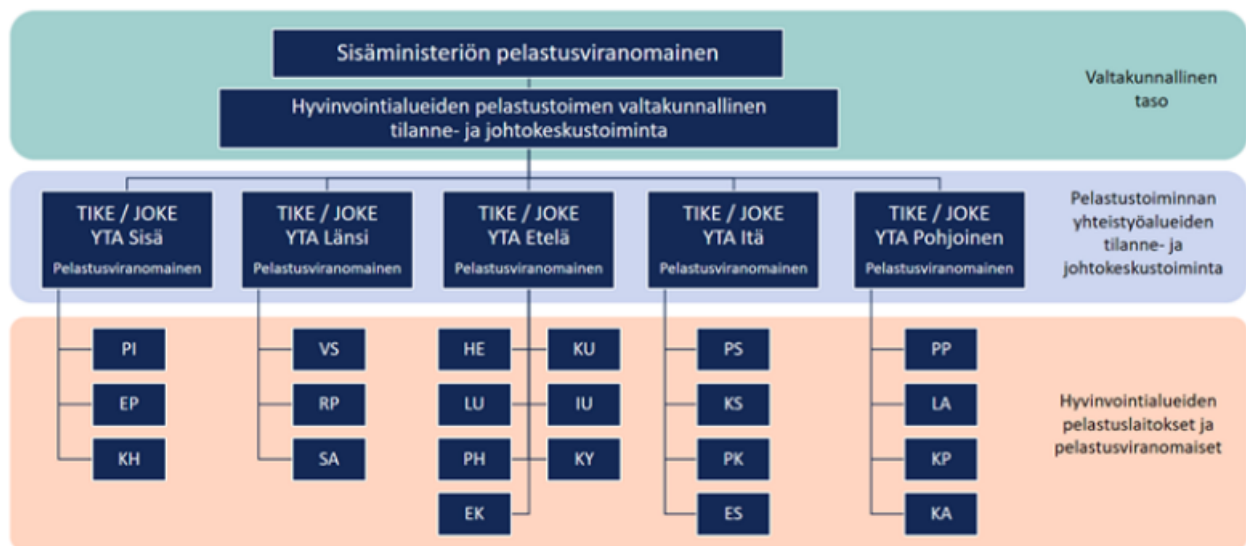 Sisäministeriön pelastusviranomainen
Hyvinvointialueiden pelastustoimen valtakunnallinen
tilanne- ja johtokeskustoiminta
Valtakunnallinen
taso
TIKE / JOKE
YTA Sisä
Pelastusviranomainen
TIKE / JOKE
YTA Länsi
Pelastusviranomainen
TIKE / JOKE
YTA Etelä
Pelastusviranomainen
TIKE / JOKE
YTA Itä
Pelastusviranomainen
TIKE / JOKE
YTA Pohjoinen
Pelastusviranomainen
Pelastustoiminnan
yhteistyöalueiden
tilanne- ja
johtokeskustoiminta
PI
EP
KH
VS
RP
SA
HE
KU
LU
IU
PH
KY
EK
PS
KS
PK
ES
PP
LA
KP
KA
Hyvinvointialueiden
pelastuslaitokset ja
pelastusviranomaiset